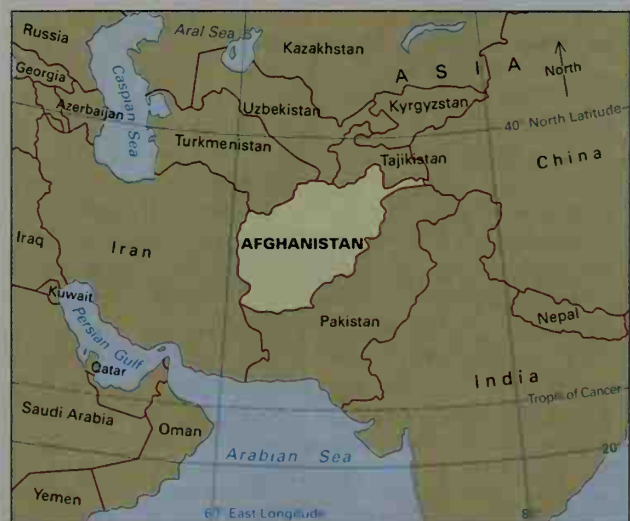 Russia
Aral Sea
Kazakhstan
ASIA
North
Georgia
Caspian Sea
Azerbaijan
Uzbekistan
Kyrgyzstan
40° North Latitude
Turkmenistan
Tajikistan
China
Iraq
Iran
AFGHANISTAN
Kuwait
Persian Gulf
Pakistan
Nepal
Qatar
India
Tropic of Cancer
Saudi Arabia
Oman
Arabian Sea
20°
Yemen
60° East Longitude